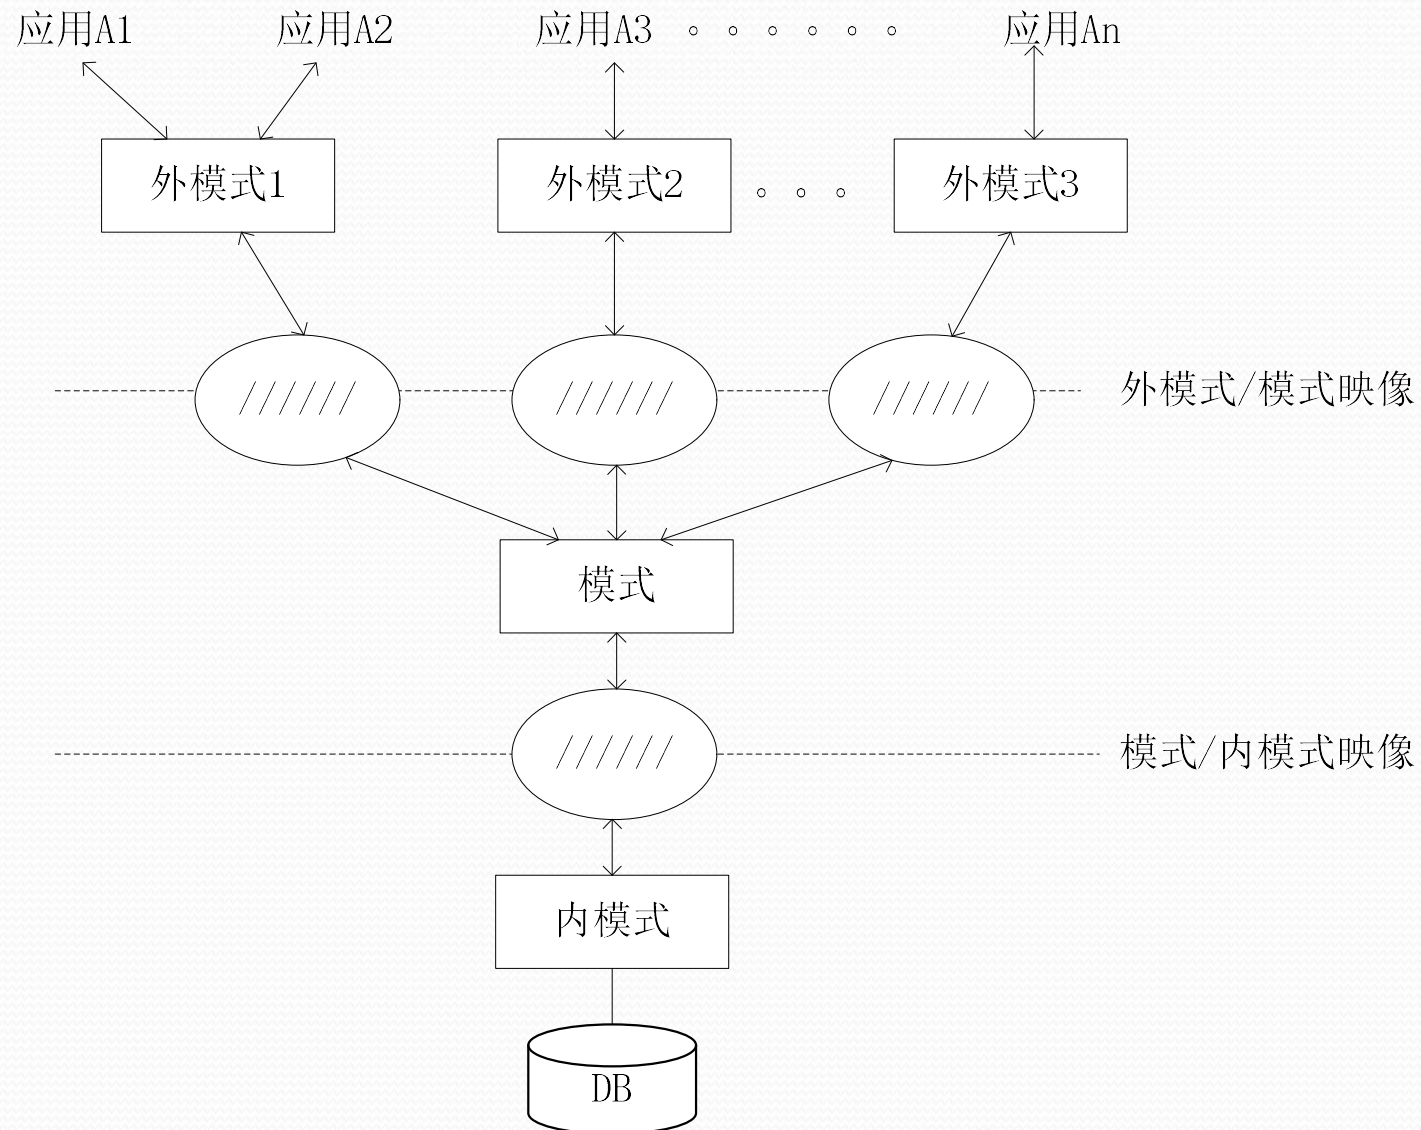 应用A1 应用A2 应用A3 。。。。。。 应用An
外模式1 外模式2 。。。 外模式3
外模式/模式映像
模式
模式/内模式映像
内模式
DB